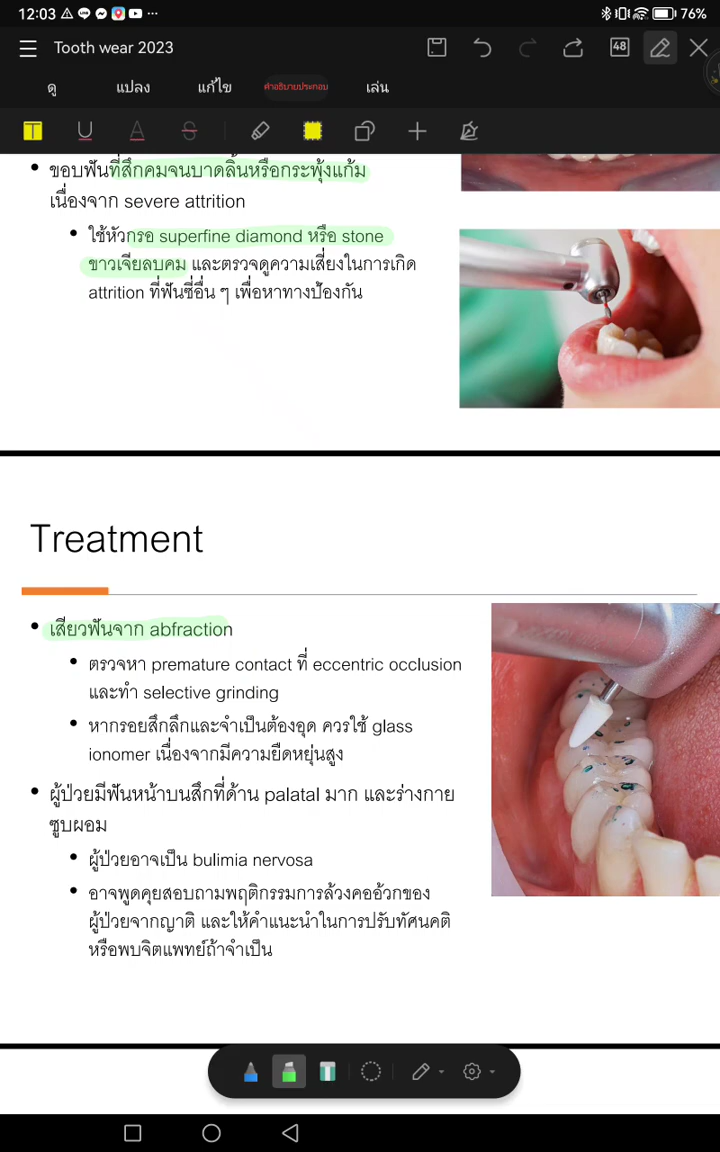 12:03 76%
Tooth wear 2023 48
ดู แปลง แก้ไข คำอธิบายประกอบ เล่น
T U A S
• ขอบฟันที่สึกคมจนบาดลิ้นหรือกระพุ้งแก้ม
เนื่องจาก severe attrition
• ใช้หัวกรอ superfine diamond หรือ stone
ขาวเจียลบคม และตรวจดูความเสี่ยงในการเกิด
attrition ที่ฟันซี่อื่น ๆ เพื่อหาทางป้องกัน
Treatment
• เสียวฟันจาก abfraction
• ตรวจหา premature contact ที่ eccentric occlusion
และทำ selective grinding
• หากรอยสึกลึกและจำเป็นต้องอุด ควรใช้ glass
ionomer เนื่องจากมีความยืดหยุ่นสูง
• ผู้ป่วยมีฟันหน้าบนสึกที่ด้าน palatal มาก และร่างกาย
ซูบผอม
• ผู้ป่วยอาจเป็น bulimia nervosa
• อาจพูดคุยสอบถามพฤติกรรมการล้วงคออ้วกของ
ผู้ป่วยจากญาติ และให้คำแนะนำในการปรับทัศนคติ
หรือพบจิตแพทย์ถ้าจำเป็น